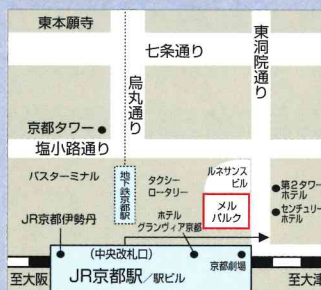 東本願寺
七条通り
烏丸通り
東洞院通り
京都タワー
塩小路通り
バスターミナル
地下鉄京都駅
タクシー
ロータリー
ルネサンス
ビル
メル
パルク
第2タワー
ホテル
センチュリー
ホテル
JR京都伊勢丹
ホテル
グランヴィア京都
京都劇場
(中央改札口)
JR京都駅/駅ビル
至大阪
至大津